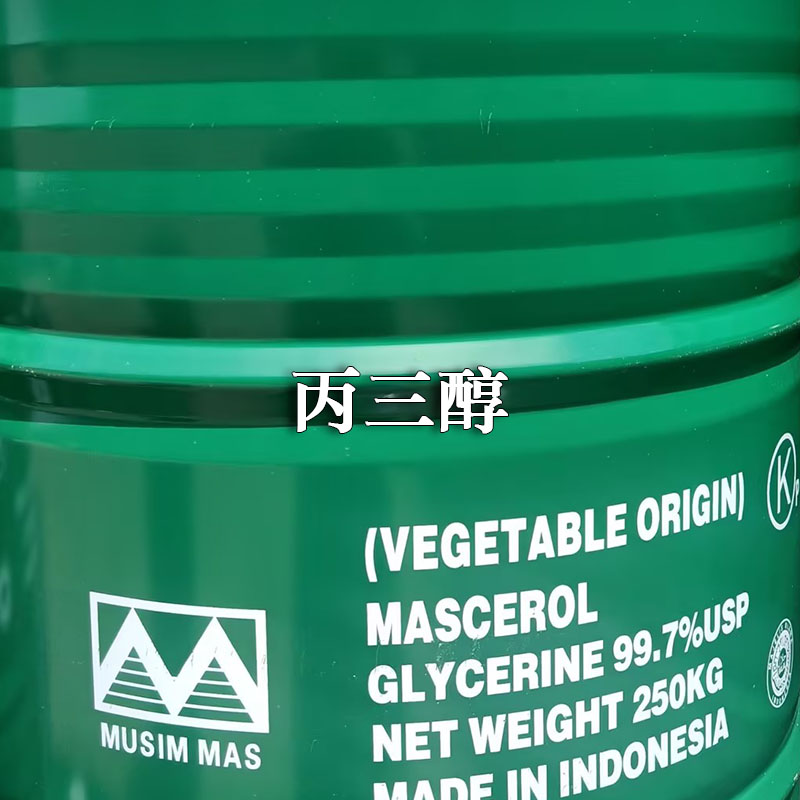 丙三醇
(VEGETABLE ORIGIN)
MASCEROL
GLYCERINE 99.7%USP
NET WEIGHT 250KG
MADE IN INDONESIA
MUSIM MAS
K